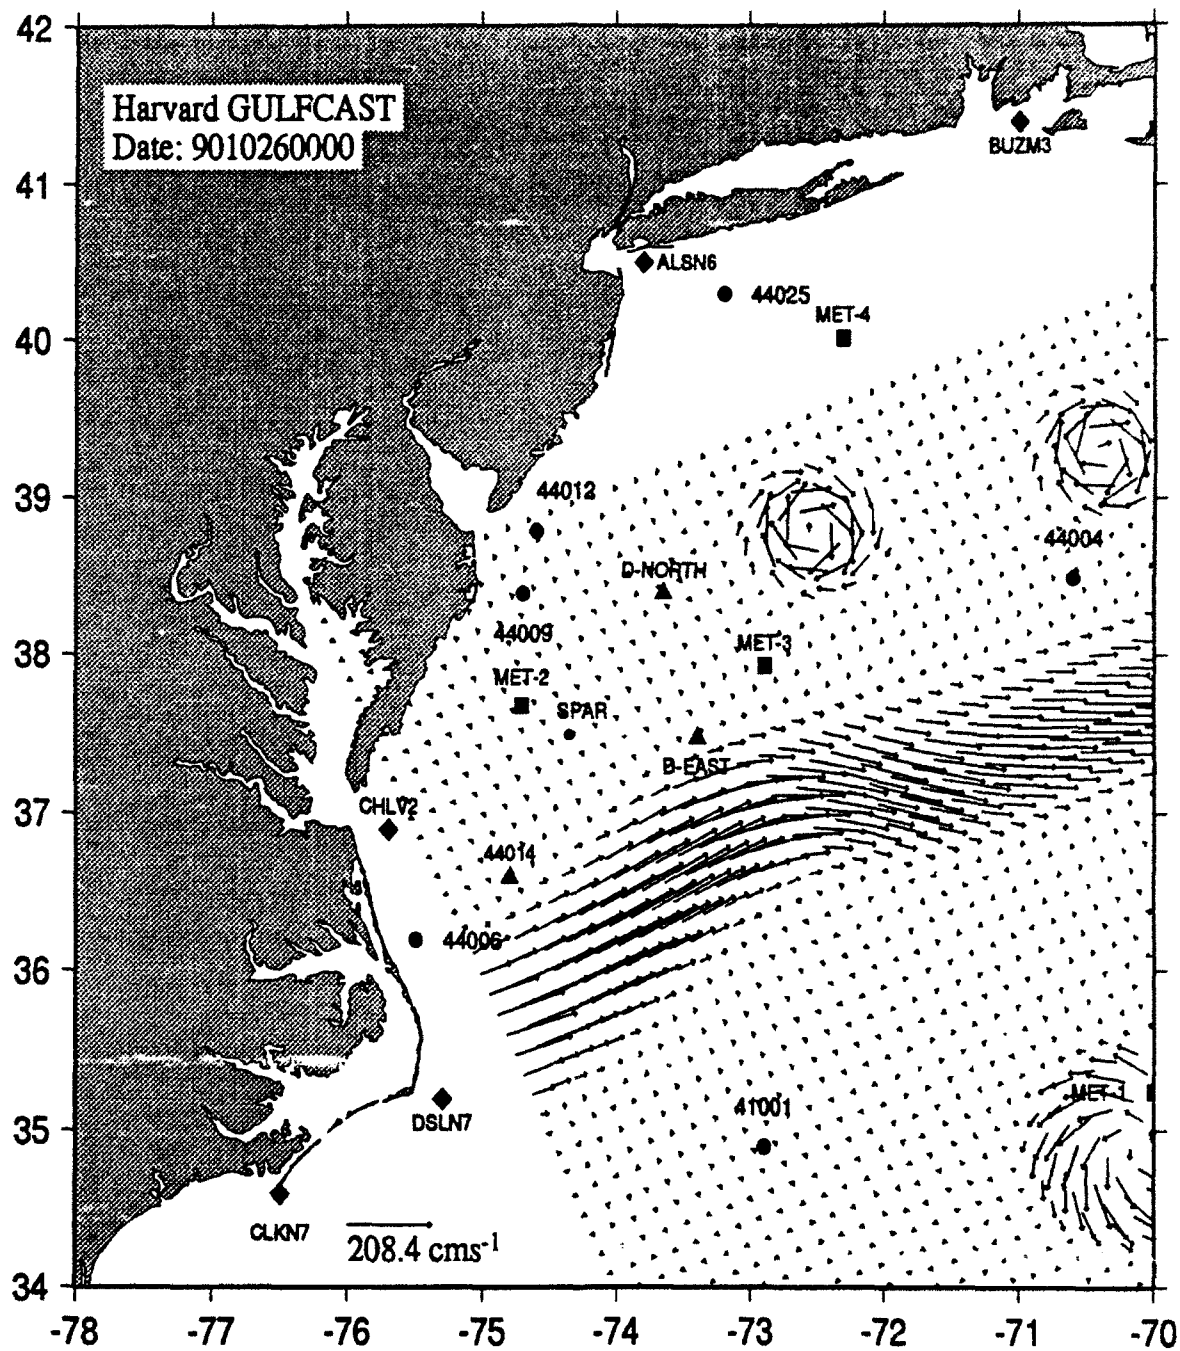 42
Harvard GULFCAST
Date: 9010260000
BUZM3
41
ALSN6
44025
MET-4
40
39
44012
44004
D-NORTH
44009
MET-3
38
MET-2
SPAR
B-EAST
CHLV2
37
44014
44006
36
MET-1
41001
DSLN7
35
CLKN7
208.4 cms⁻¹
34
-78 -77 -76 -75 -74 -73 -72 -71 -70